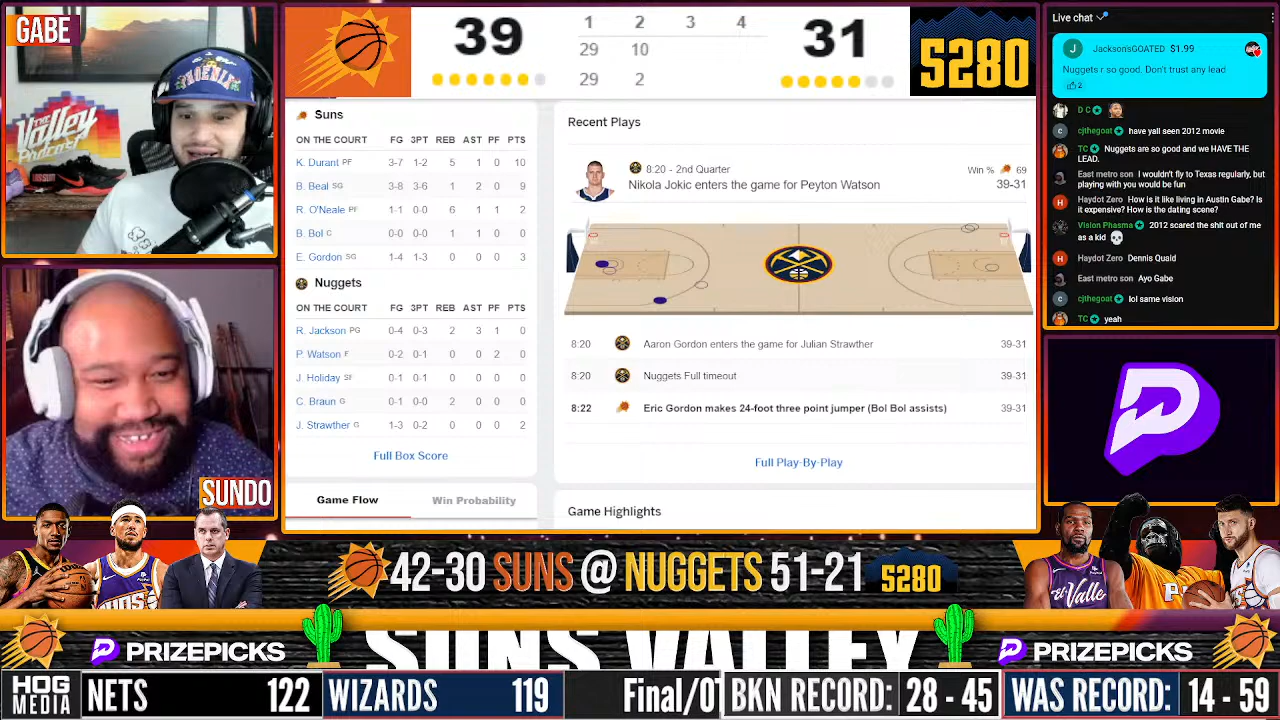 GABE
PHOENIX
The Valley
Podcast
SUNDO
39
1 2 3 4
29 10
29 2
31
5280
Suns
ON THE COURT FG 3PT REB AST PF PTS
K. Durant PF 3-7 1-2 5 1 0 10
B. Beal SG 3-8 3-6 1 2 0 9
R. O'Neale PF 1-1 0-0 6 1 1 2
B. Bol C 0-0 0-0 1 1 0 0
E. Gordon SG 1-4 1-3 0 0 0 3
Nuggets
ON THE COURT FG 3PT REB AST PF PTS
R. Jackson PG 0-4 0-3 2 3 1 0
P. Watson F 0-2 0-1 0 0 2 0
J. Holiday SF 0-1 0-1 0 0 0 0
C. Braun G 0-1 0-0 2 0 0 0
J. Strawther G 1-3 0-2 0 0 0 2
Full Box Score
Game Flow Win Probability
Recent Plays
8:20 - 2nd Quarter
Nikola Jokic enters the game for Peyton Watson
Win % 69
39-31
8:20 Aaron Gordon enters the game for Julian Strawther 39-31
8:20 Nuggets Full timeout 39-31
8:22 Eric Gordon makes 24-foot three point jumper (Bol Bol assists) 39-31
Full Play-By-Play
Game Highlights
Live chat
J Jackson'sGOATED $1.99
Nuggets r so good. Don't trust any lead
2
D C
cjthegoat have yall seen 2012 movie
TC Nuggets are so good and we HAVE THE
LEAD.
East metro son I wouldn't fly to Texas regularly, but
playing with you would be fun
Haydot Zero How is it like living in Austin Gabe? Is
it expensive? How is the dating scene?
Vision Phasma 2012 scared the shit out of me
as a kid 💀
Haydot Zero Dennis Quaid
East metro son Ayo Gabe
cjthegoat lol same vision
TC yeah
42-30 SUNS @ NUGGETS 51-21 5280
SUNS
El Valle
PRIZEPICKS SUNS VALLEY PRIZEPICKS
HOG
MEDIA
NETS 122 WIZARDS 119 Final/OT BKN RECORD: 28 - 45 WAS RECORD: 14 - 59